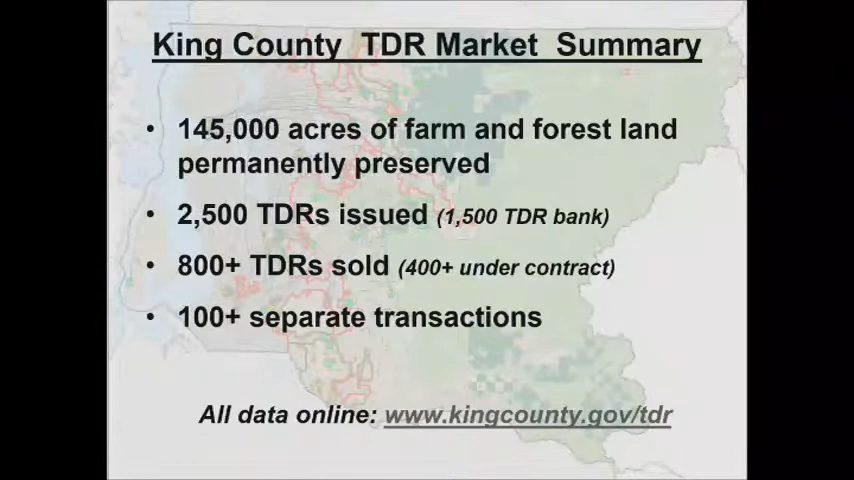 King County TDR Market Summary
• 145,000 acres of farm and forest land
permanently preserved
• 2,500 TDRs issued (1,500 TDR bank)
• 800+ TDRs sold (400+ under contract)
• 100+ separate transactions
All data online: www.kingcounty.gov/tdr